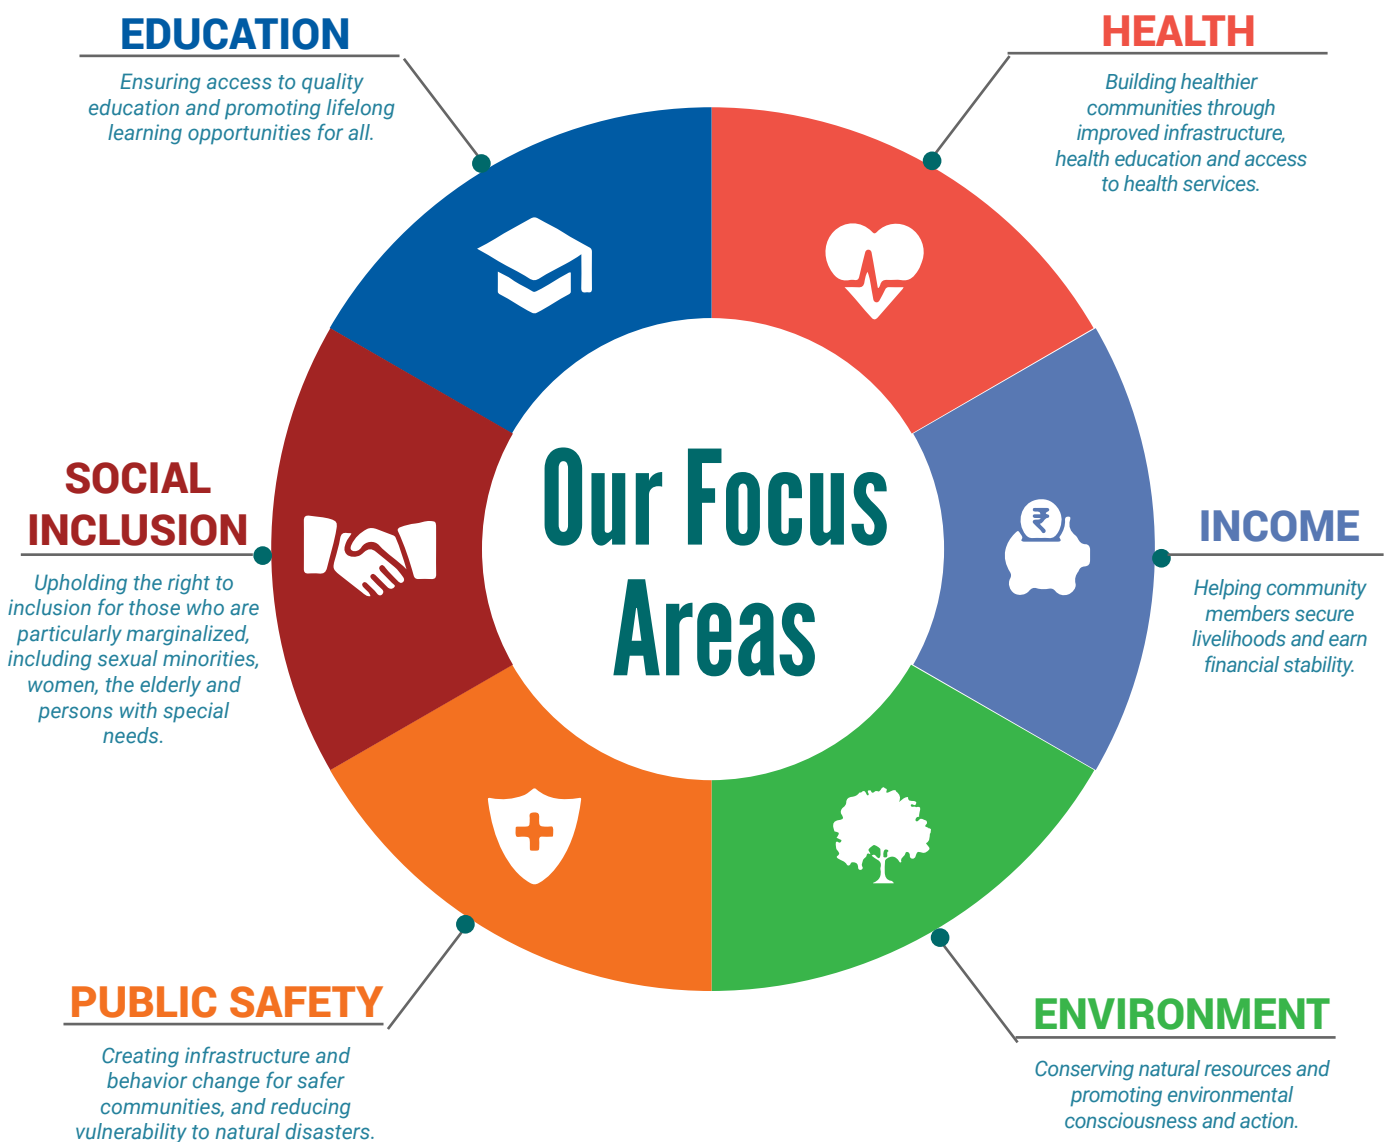 EDUCATION
Ensuring access to quality
education and promoting lifelong
learning opportunities for all.
HEALTH
Building healthier
communities through
improved infrastructure,
health education and access
to health services.
Our Focus
Areas
SOCIAL
INCLUSION
Upholding the right to
inclusion for those who are
particularly marginalized,
including sexual minorities,
women, the elderly and
persons with special
needs.
₹
INCOME
Helping community
members secure
livelihoods and earn
financial stability.
PUBLIC SAFETY
Creating infrastructure and
behavior change for safer
communities, and reducing
vulnerability to natural disasters.
ENVIRONMENT
Conserving natural resources and
promoting environmental
consciousness and action.